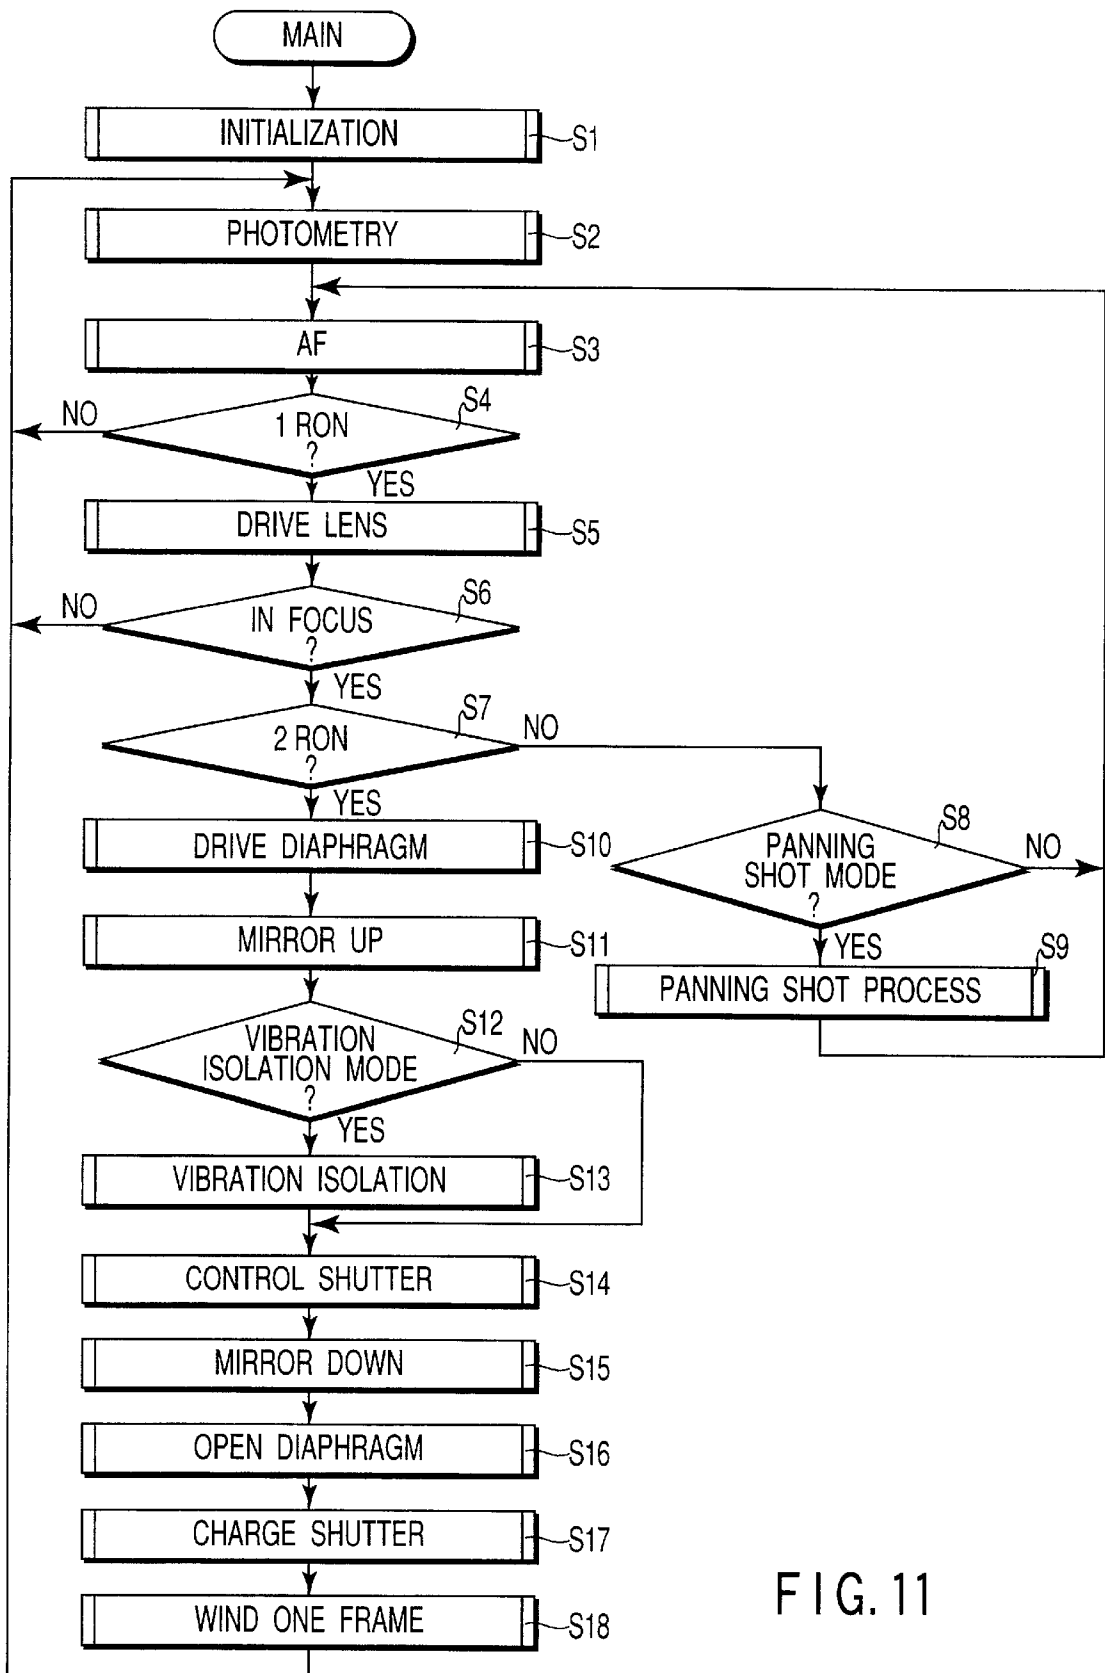 MAIN
INITIALIZATION
S1
PHOTOMETRY
S2
AF
S3
S4
NO
1 RON
?
YES
DRIVE LENS
S5
S6
NO
IN FOCUS
?
YES
S7
NO
2 RON
?
YES
DRIVE DIAPHRAGM
S10
S8
PANNING
SHOT MODE
?
NO
YES
MIRROR UP
S11
S9
PANNING SHOT PROCESS
S12
VIBRATION
ISOLATION MODE
?
NO
YES
VIBRATION ISOLATION
S13
CONTROL SHUTTER
S14
MIRROR DOWN
S15
OPEN DIAPHRAGM
S16
CHARGE SHUTTER
S17
WIND ONE FRAME
S18
FIG. 11